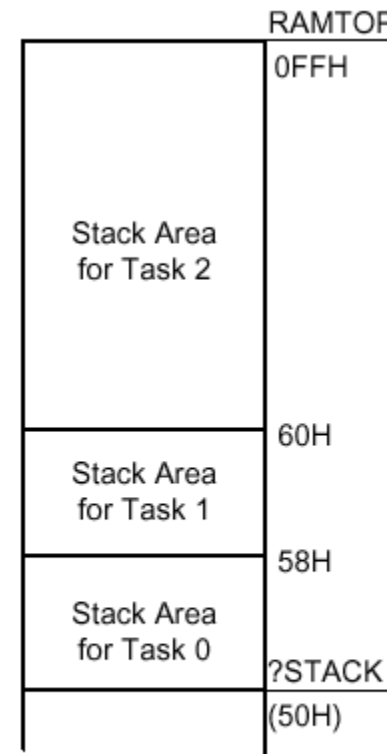 RAMTOP
0FFH
Stack Area
for Task 2
60H
Stack Area
for Task 1
58H
Stack Area
for Task 0
?STACK
(50H)